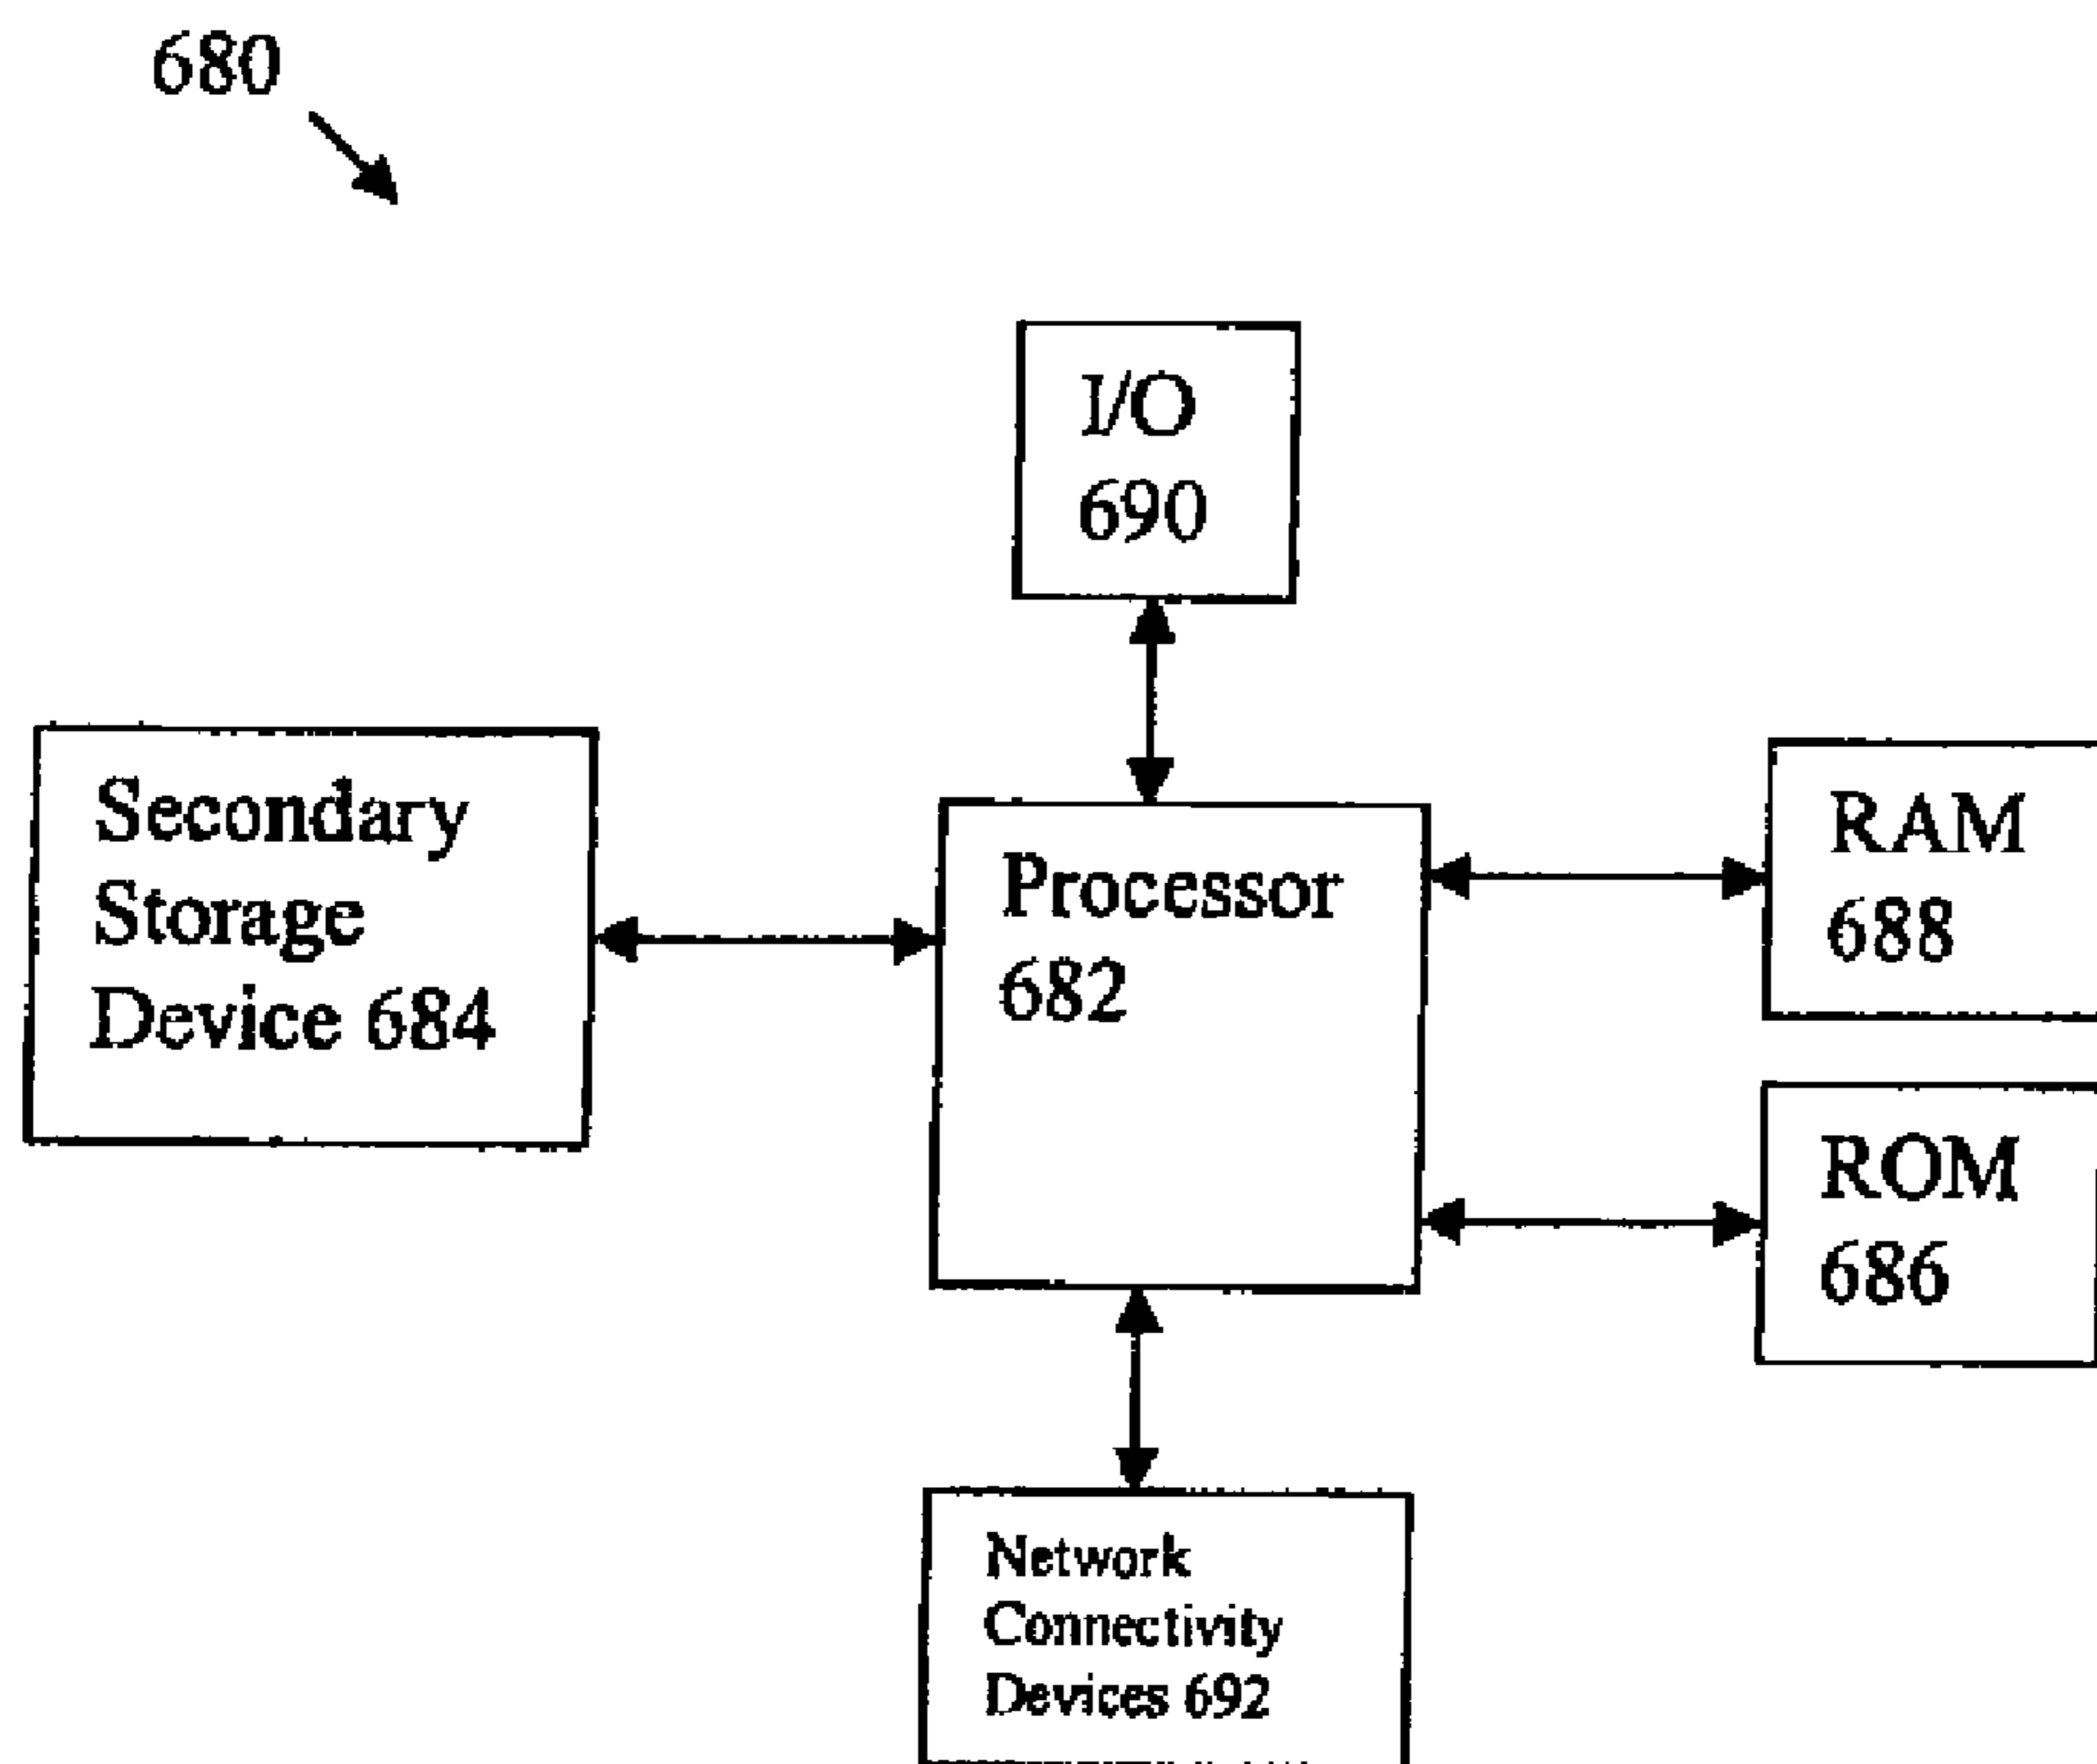 680
I/O
690
Secondary
Storage
Device 684
Processor
682
RAM
688
ROM
686
Network
Connectivity
Devices 692